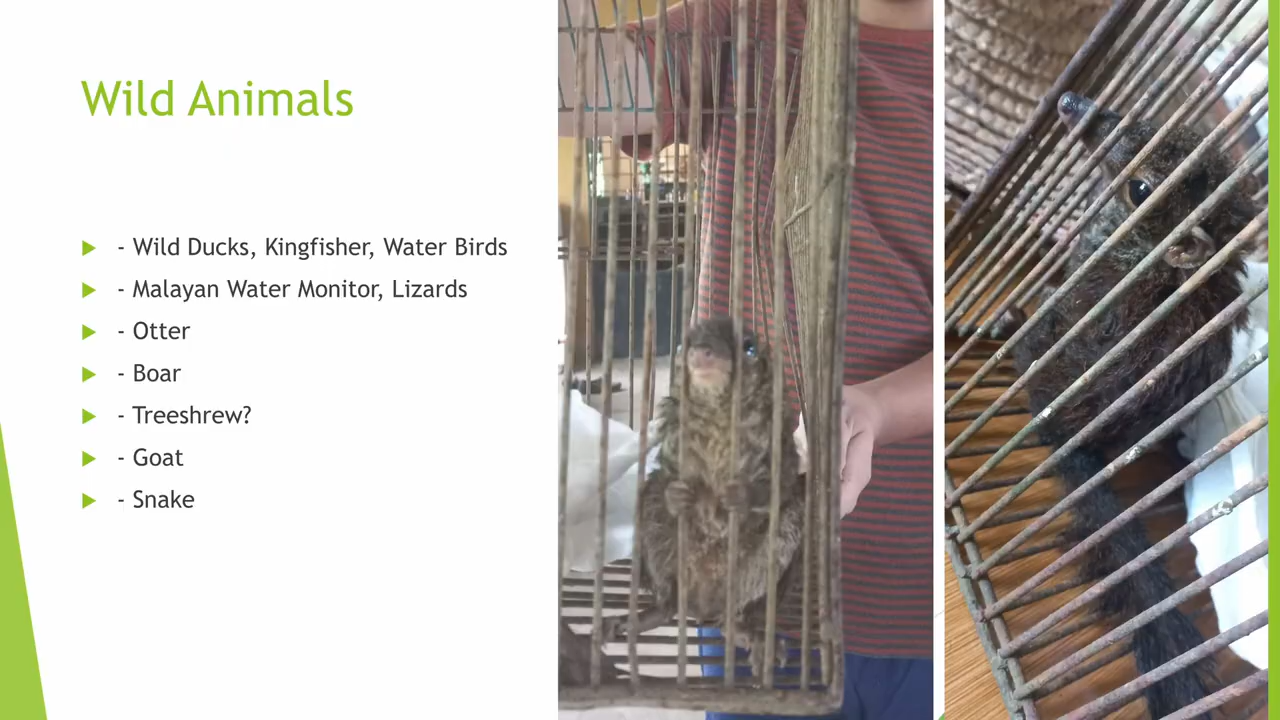 Wild Animals
- Wild Ducks, Kingfisher, Water Birds
- Malayan Water Monitor, Lizards
- Otter
- Boar
- Treeshrew?
- Goat
- Snake